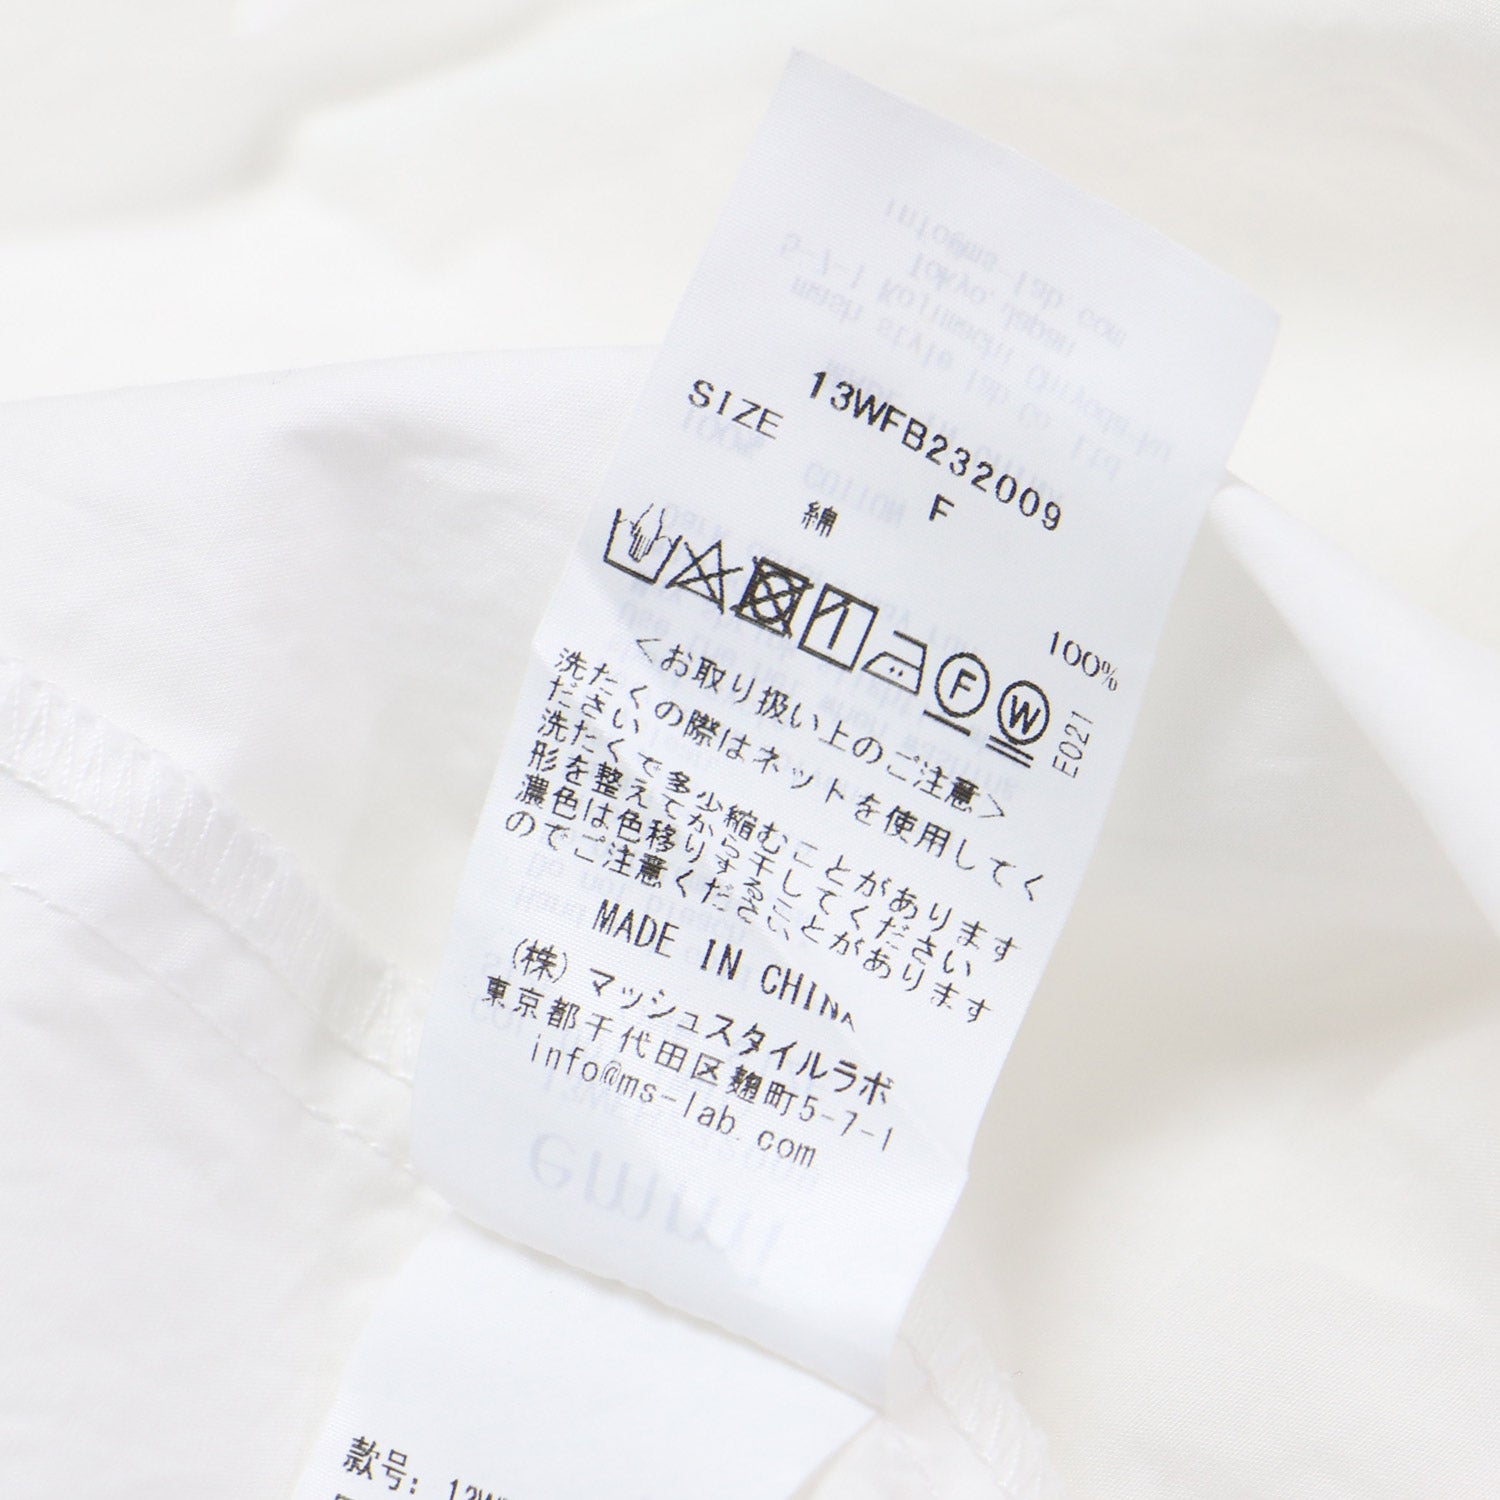 13WFB232009
SIZE F
綿 100%
F W E021
<お取り扱い上のご注意>
洗たくの際はネットを使用してく
ださい
洗たくで多少縮むことがあります
形を整えてから干してください
濃色は色移りすることがあります
のでご注意ください
MADE IN CHINA
(株)マッシュスタイルラボ
東京都千代田区麹町5-7-1
info@ms-lab.com
emmi
款号: